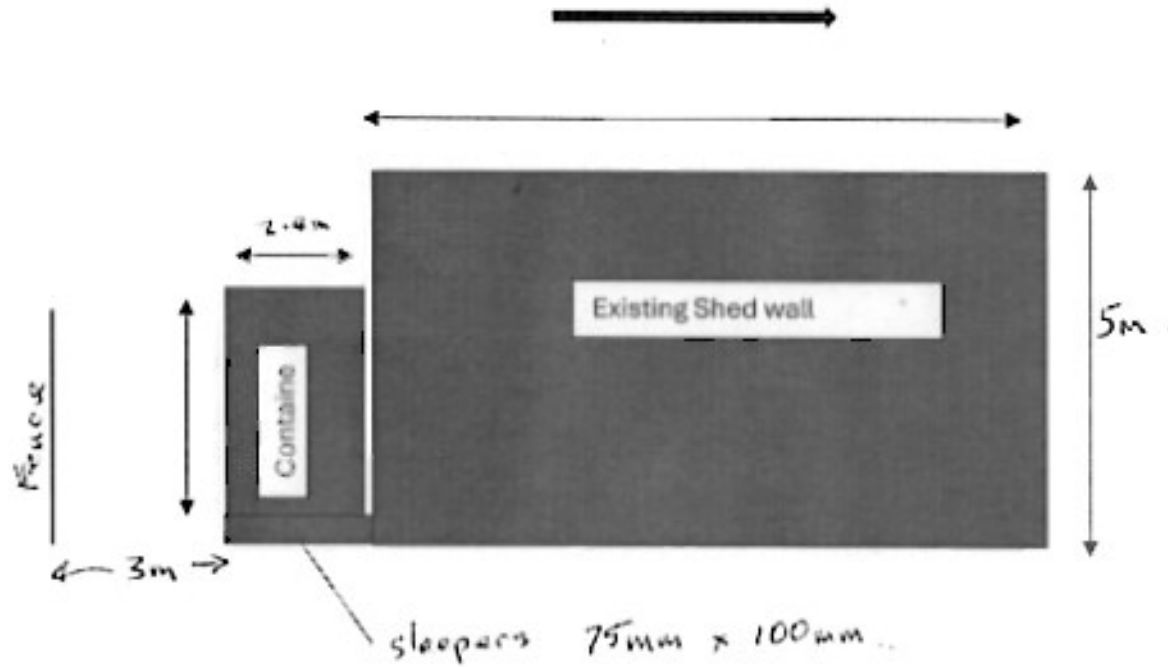 2.4m
Existing Shed wall
5m
Containe
Fence
3m
sleepers 75mm x 100mm